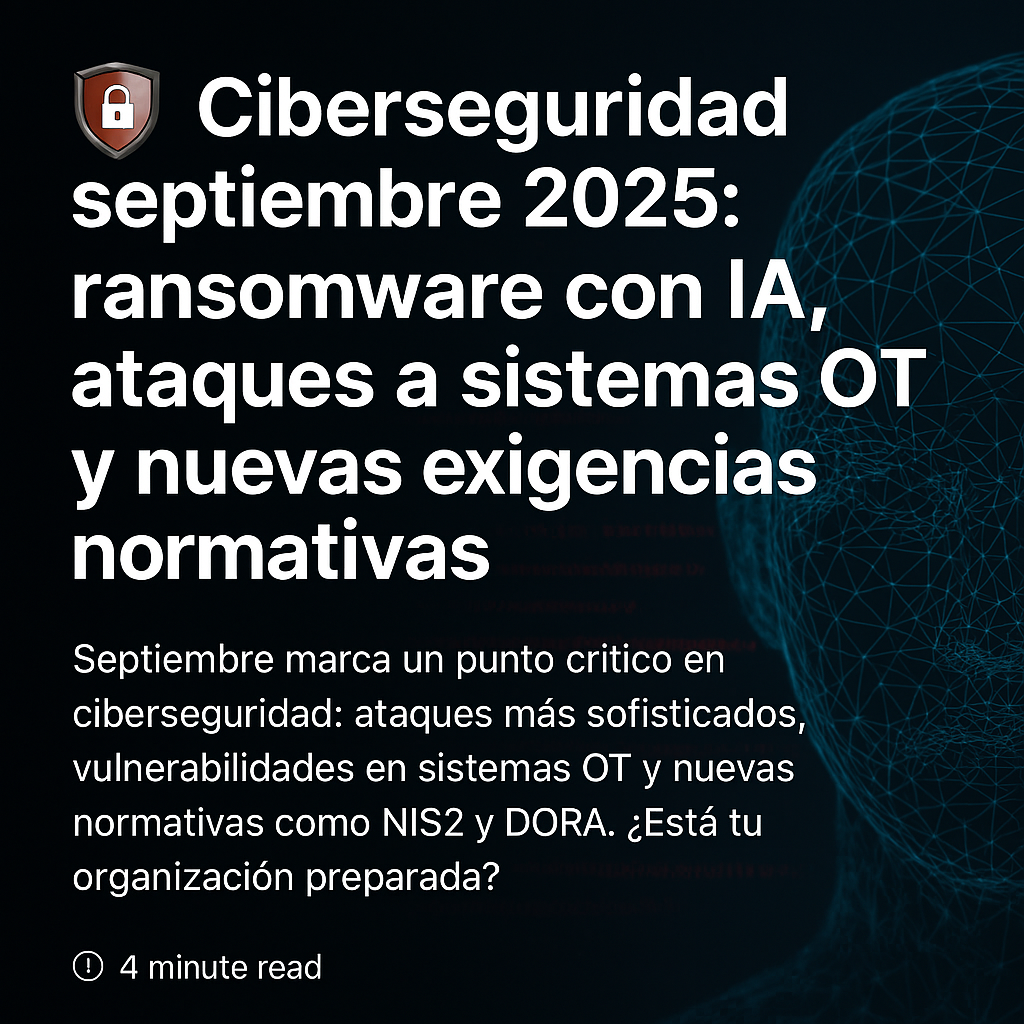 Ciberseguridad
septiembre 2025:
ransomware con IA,
ataques a sistemas OT
y nuevas exigencias
normativas
Septiembre marca un punto critico en
ciberseguridad: ataques más sofisticados,
vulnerabilidades en sistemas OT y nuevas
normativas como NIS2 y DORA. ¿Está tu
organización preparada?
4 minute read